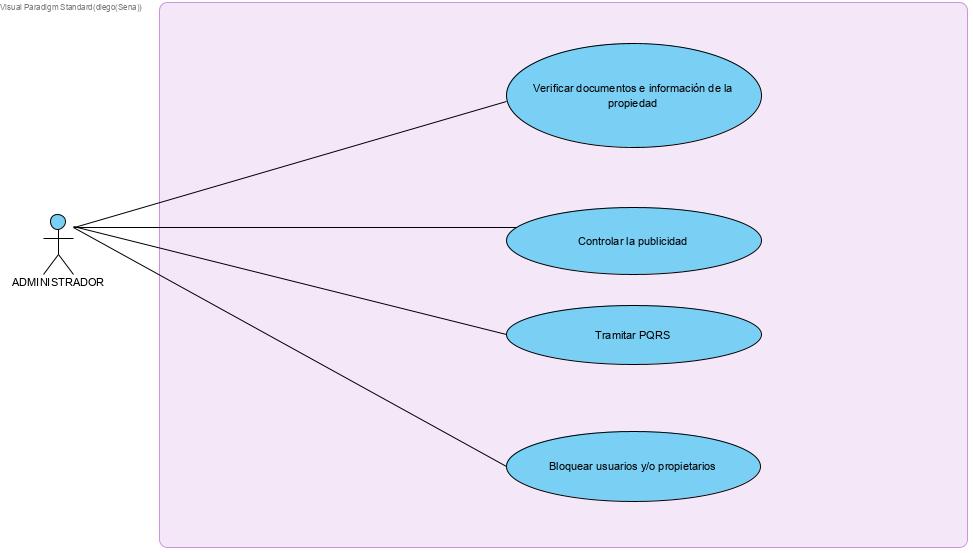 Visual Paradigm Standard(diego(Sena))
Verificar documentos e información de la
propiedad
Controlar la publicidad
ADMINISTRADOR
Tramitar PQRS
Bloquear usuarios y/o propietarios